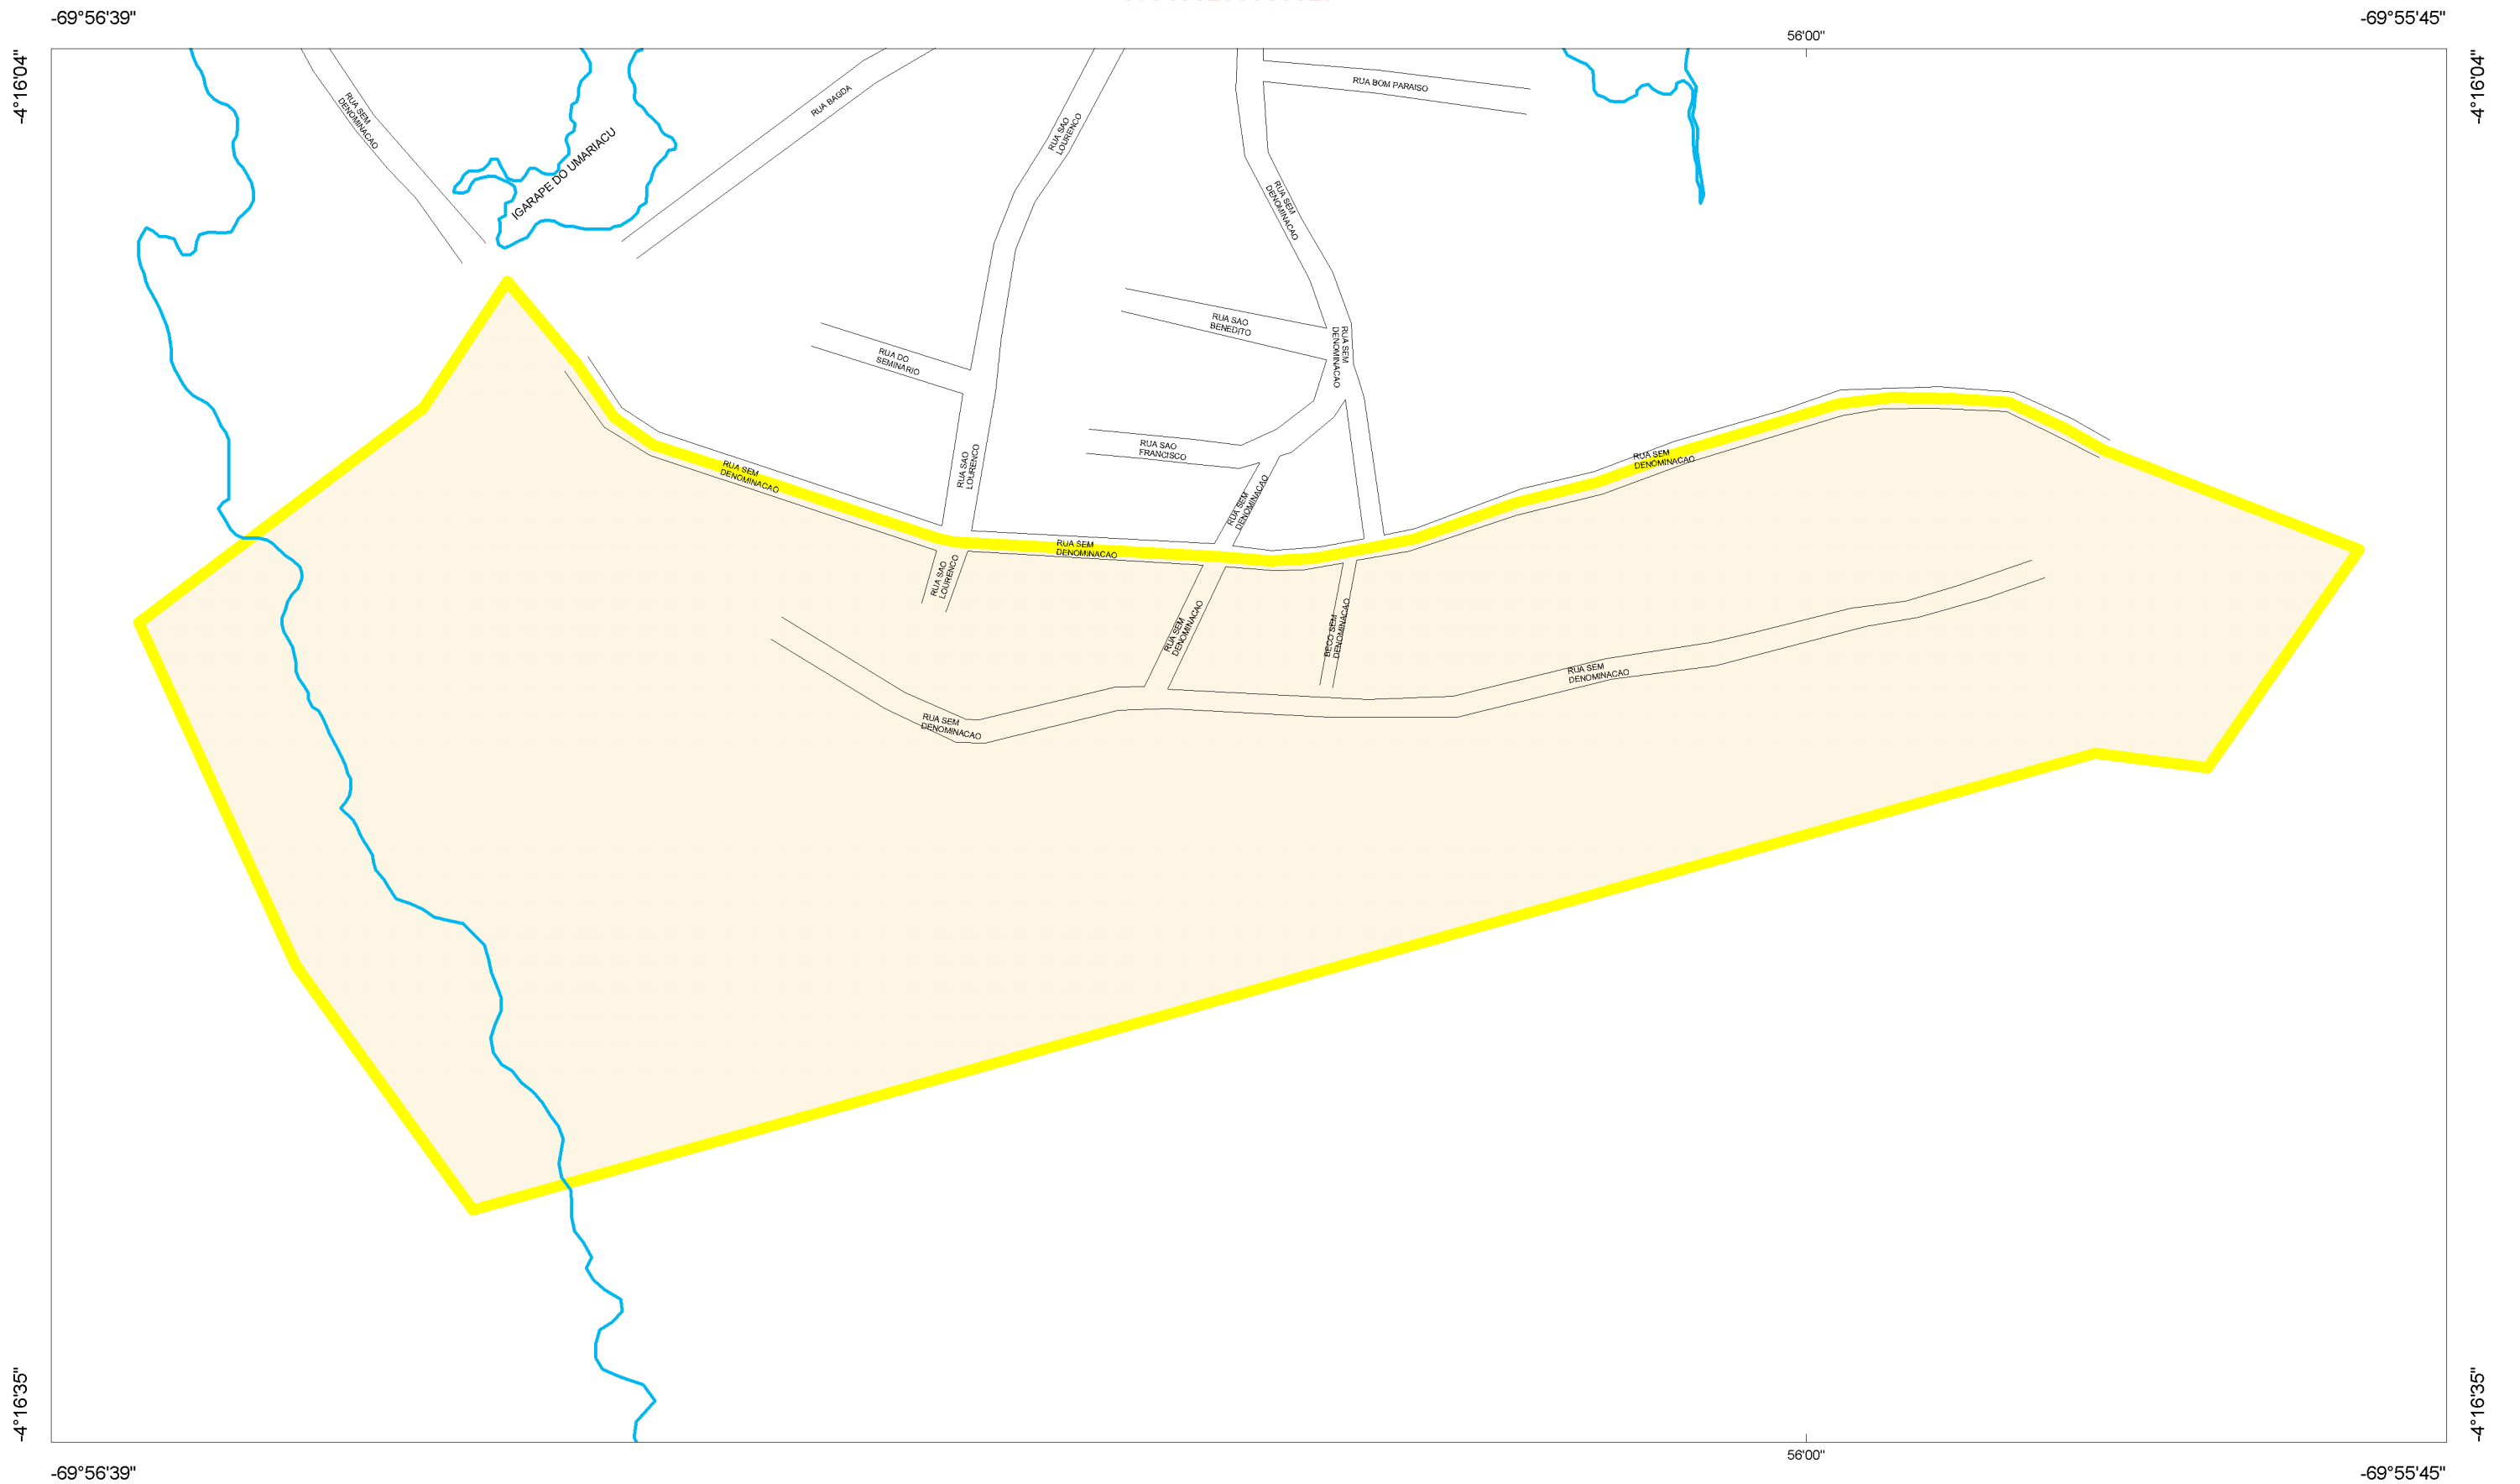 -69°56'39"
-69°55'45"
56'00"
-4°16'04"
-4°16'04"
RUA BOM PARAISO
RUA SEM
DENOMINACAO
RUA BAGDA
RUA SAO
LOURENCO
IGARAPE DO UMARIACU
RUA SEM
DENOMINACAO
RUA SAO
BENEDITO
RUA SEM
DENOMINACAO
RUA DO
SEMINARIO
RUA SAO
FRANCISCO
RUA SAO
LOURENCO
RUA SEM
DENOMINACAO
RUA SEM
DENOMINACAO
RUA SEM
DENOMINACAO
RUA SEM
DENOMINACAO
RUA SAO
LOURENCO
RUA SEM
DENOMINACAO
BECO SEM
DENOMINACAO
RUA SEM
DENOMINACAO
RUA SEM
DENOMINACAO
-4°16'35"
-4°16'35"
56'00"
-69°56'39"
-69°55'45"